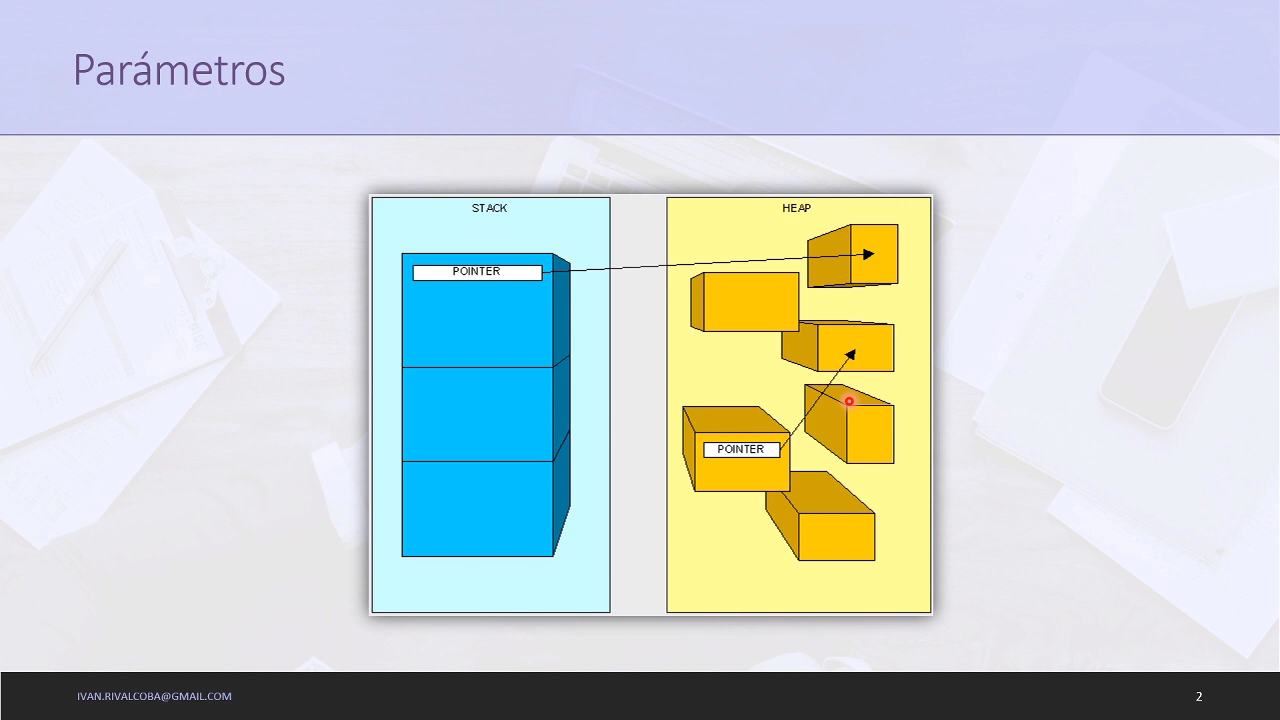 Parámetros
STACK
HEAP
POINTER
POINTER
IVAN.RIVALCOBA@GMAIL.COM
2